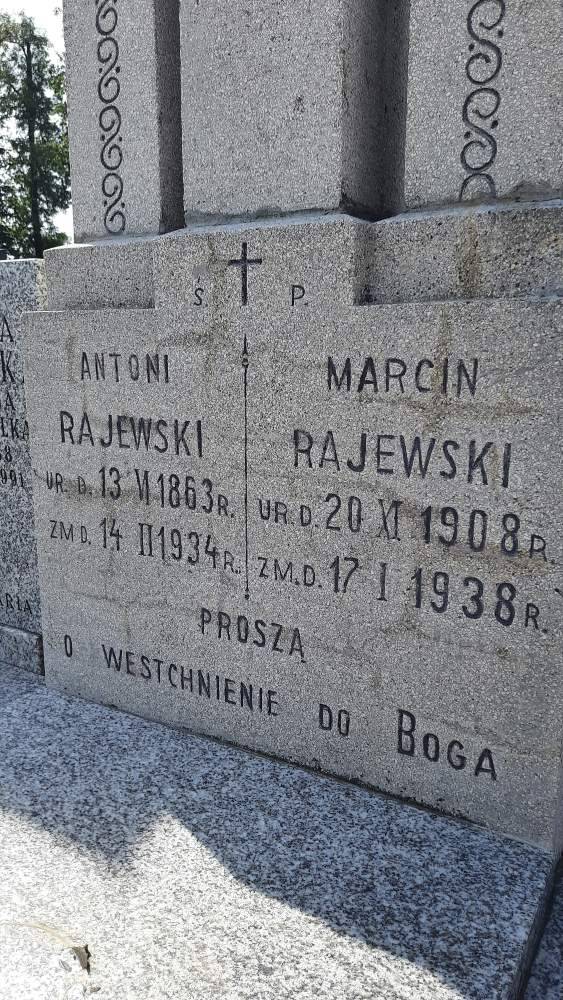 Ś P.
ANTONI
RAJEWSKI
UR. D. 13 VI 1863 R.
ZM D. 14 II 1934 R.
MARCIN
RAJEWSKI
UR. D. 20 XI 1908 R.
ZM. D. 17 I 1938 R.
PROSZĄ
O WESTCHNIENIE DO BOGA